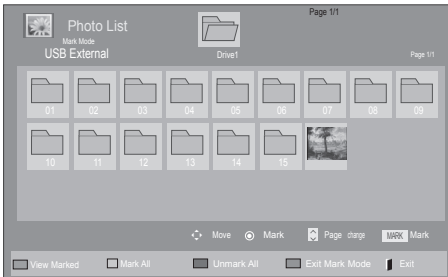 Page 1/1
Photo List
Mark Mode
USB External
Drive1
Page 1/1
01 02 03 04 05 06 07 08 09
10 11 12 13 14 15
Move Mark Page change MARK Mark
View Marked Mark All Unmark All Exit Mark Mode Exit